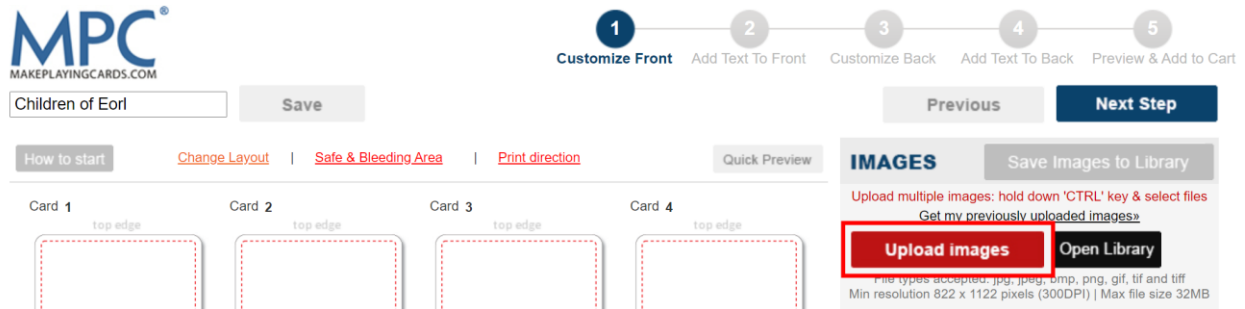 MPC®
MAKEPLAYINGCARDS.COM
1 2 3 4 5
Customize Front Add Text To Front Customize Back Add Text To Back Preview & Add to Cart
Children of Eorl Save Previous Next Step
How to start Change Layout | Safe & Bleeding Area | Print direction Quick Preview
IMAGES Save Images to Library
Upload multiple images: hold down 'CTRL' key & select files
Get my previously uploaded images»
Upload images Open Library
File types accepted: jpg, jpeg, bmp, png, gif, tif and tiff
Min resolution 822 x 1122 pixels (300DPI) | Max file size 32MB
Card 1 Card 2 Card 3 Card 4
top edge top edge top edge top edge